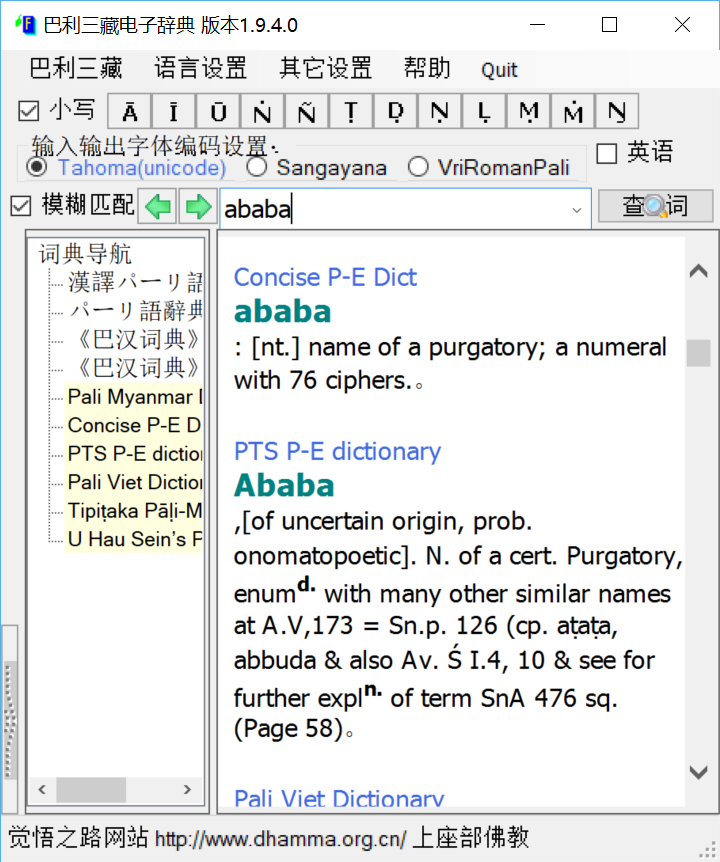 巴利三藏电子辞典 版本1.9.4.0
巴利三藏 语言设置 其它设置 帮助 Quit
小写 Ā Ī Ū Ṅ Ñ Ṭ Ḍ Ṇ Ḷ Ṃ Ṁ Ŋ
输入输出字体编码设置:
Tahoma(unicode) Sangayana VriRomanPali 英语
模糊匹配 ababa 查词
词典导航
漢譯パーリ語
パーリ語辭典
《巴汉词典》
《巴汉词典》
Pali Myanmar D
Concise P-E D
PTS P-E dictior
Pali Viet Dictior
Tipiṭaka Pāḷi-M
U Hau Sein’s P
Concise P-E Dict
ababa
: [nt.] name of a purgatory; a numeral
with 76 ciphers.。
PTS P-E dictionary
Ababa
,[of uncertain origin, prob.
onomatopoetic]. N. of a cert. Purgatory,
enumd. with many other similar names
at A.V,173 = Sn.p. 126 (cp. aṭaṭa,
abbuda & also Av. Ś I.4, 10 & see for
further expln. of term SnA 476 sq.
(Page 58)。
Pali Viet Dictionary
觉悟之路网站 http://www.dhamma.org.cn/ 上座部佛教